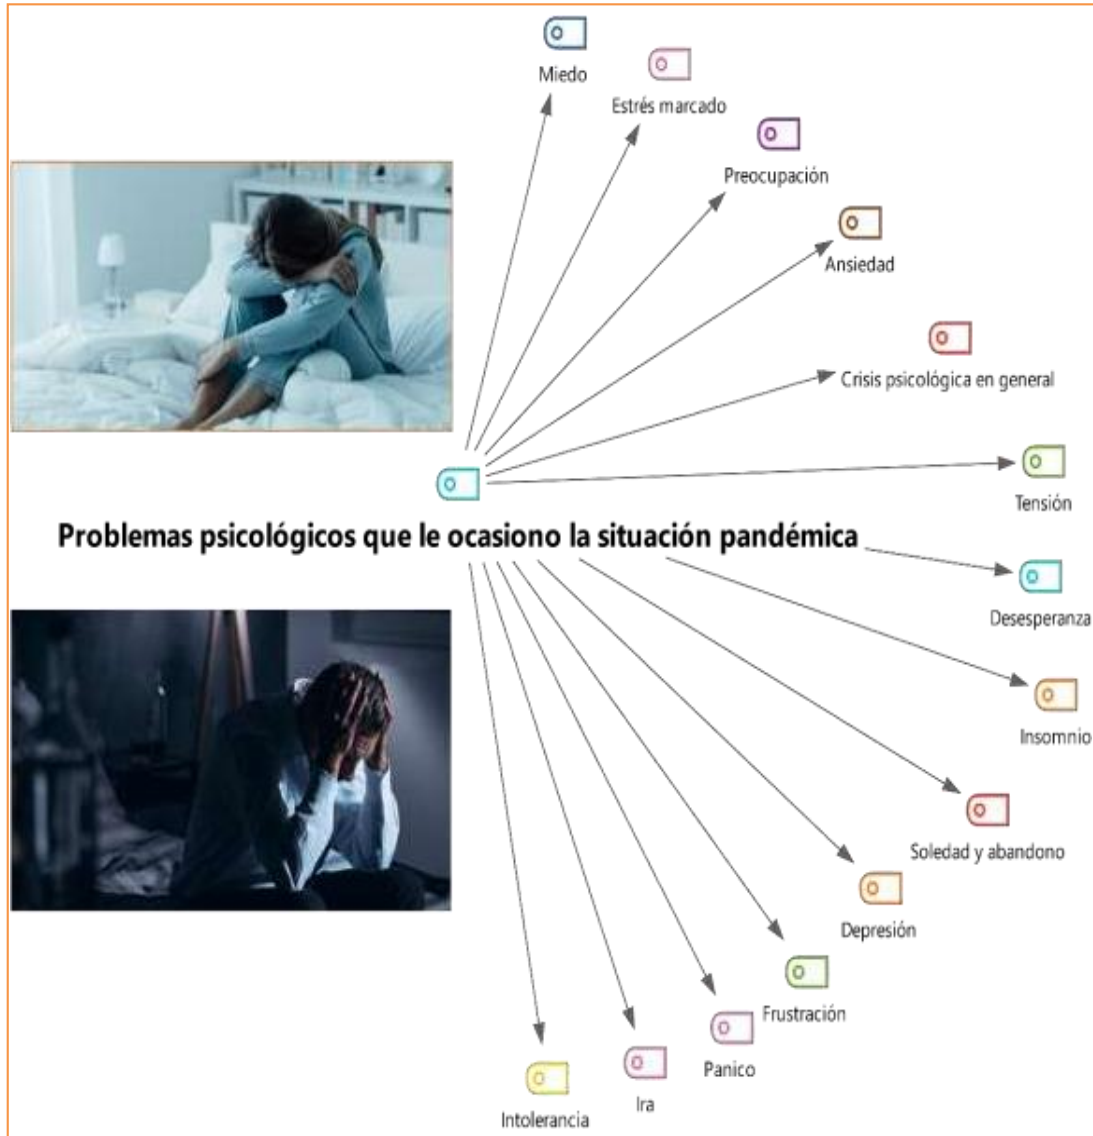 Miedo
Estrés marcado
Preocupación
Ansiedad
Crisis psicológica en general
Tensión
Problemas psicológicos que le ocasiono la situación pandémica
Desesperanza
Insomnio
Soledad y abandono
Depresión
Frustración
Panico
Ira
Intolerancia